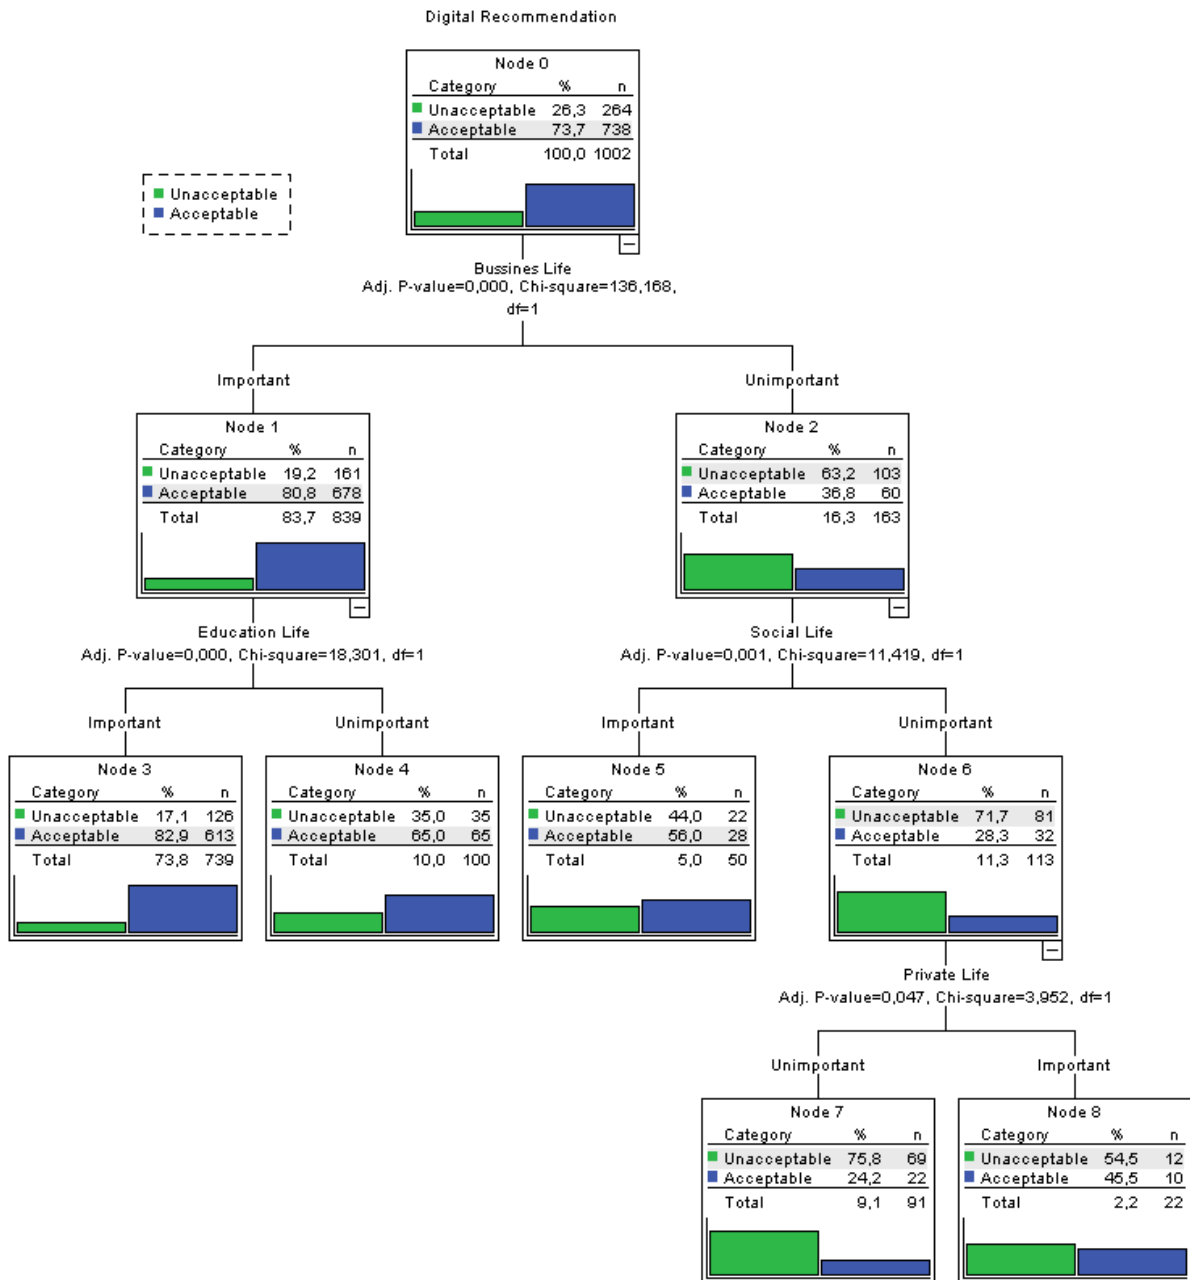 Digital Recommendation
Node 0
Category % n
Unacceptable 26,3 264
Acceptable 73,7 738
Total 100,0 1002
Unacceptable
Acceptable
Bussines Life
Adj. P-value=0,000, Chi-square=136,168,
df=1
Important
Unimportant
Node 1
Category % n
Unacceptable 19,2 161
Acceptable 80,8 678
Total 83,7 839
Node 2
Category % n
Unacceptable 63,2 103
Acceptable 36,8 60
Total 16,3 163
Education Life
Adj. P-value=0,000, Chi-square=18,301, df=1
Social Life
Adj. P-value=0,001, Chi-square=11,419, df=1
Important
Unimportant
Important
Unimportant
Node 3
Category % n
Unacceptable 17,1 126
Acceptable 82,9 613
Total 73,8 739
Node 4
Category % n
Unacceptable 35,0 35
Acceptable 65,0 65
Total 10,0 100
Node 5
Category % n
Unacceptable 44,0 22
Acceptable 56,0 28
Total 5,0 50
Node 6
Category % n
Unacceptable 71,7 81
Acceptable 28,3 32
Total 11,3 113
Private Life
Adj. P-value=0,047, Chi-square=3,952, df=1
Unimportant
Important
Node 7
Category % n
Unacceptable 75,8 69
Acceptable 24,2 22
Total 9,1 91
Node 8
Category % n
Unacceptable 54,5 12
Acceptable 45,5 10
Total 2,2 22